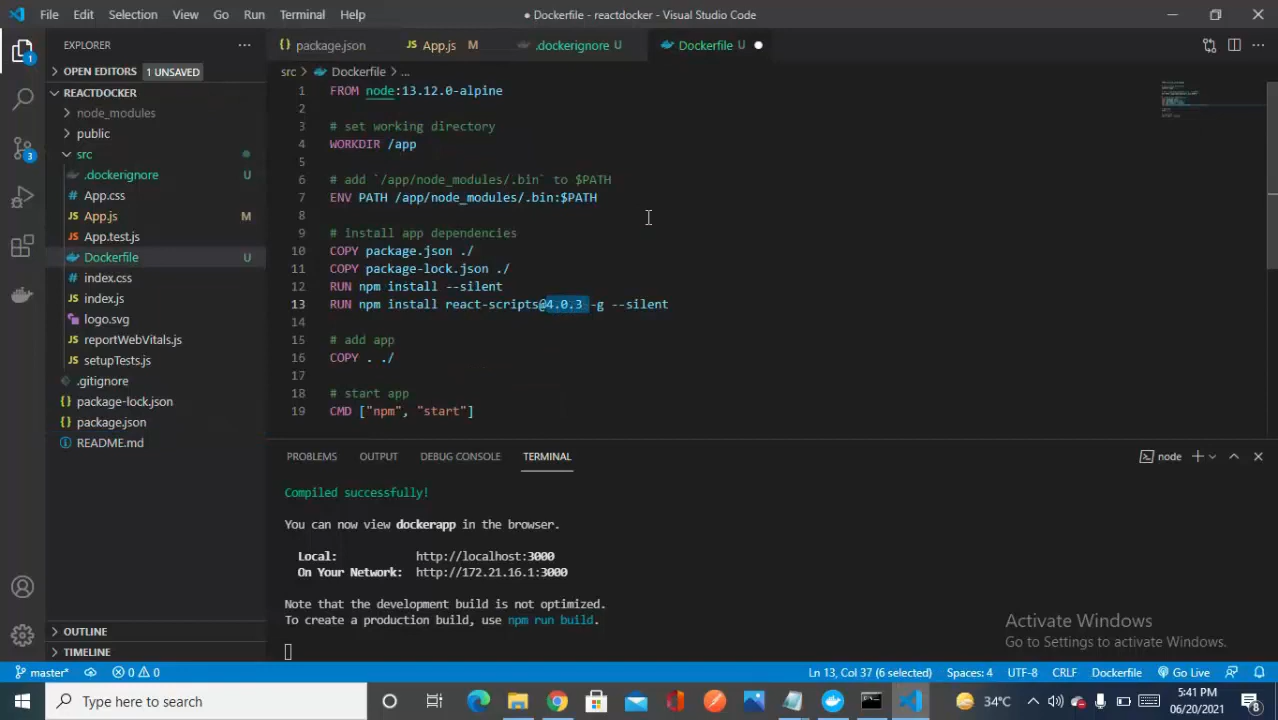 File Edit Selection View Go Run Terminal Help
● Dockerfile - reactdocker - Visual Studio Code
EXPLORER
OPEN EDITORS 1 UNSAVED
REACTDOCKER
node_modules
public
src
.dockerignore U
App.css
JS App.js M
JS App.test.js
Dockerfile U
# index.css
JS index.js
logo.svg
JS reportWebVitals.js
JS setupTests.js
.gitignore
{} package-lock.json
{} package.json
README.md
OUTLINE
TIMELINE
{} package.json JS App.js M .dockerignore U Dockerfile U ●
src > Dockerfile > ...
1 FROM node:13.12.0-alpine
2
3 # set working directory
4 WORKDIR /app
5
6 # add `/app/node_modules/.bin` to $PATH
7 ENV PATH /app/node_modules/.bin:$PATH
8
9 # install app dependencies
10 COPY package.json ./
11 COPY package-lock.json ./
12 RUN npm install --silent
13 RUN npm install react-scripts@4.0.3 -g --silent
14
15 # add app
16 COPY . ./
17
18 # start app
19 CMD ["npm", "start"]
PROBLEMS OUTPUT DEBUG CONSOLE TERMINAL
node
Compiled successfully!
You can now view dockerapp in the browser.
Local: http://localhost:3000
On Your Network: http://172.21.16.1:3000
Note that the development build is not optimized.
To create a production build, use npm run build.
Activate Windows
Go to Settings to activate Windows.
master* 0 0 Ln 13, Col 37 (6 selected) Spaces: 4 UTF-8 CRLF Dockerfile Go Live
Type here to search
34°C
5:41 PM
06/20/2021
8
1
3